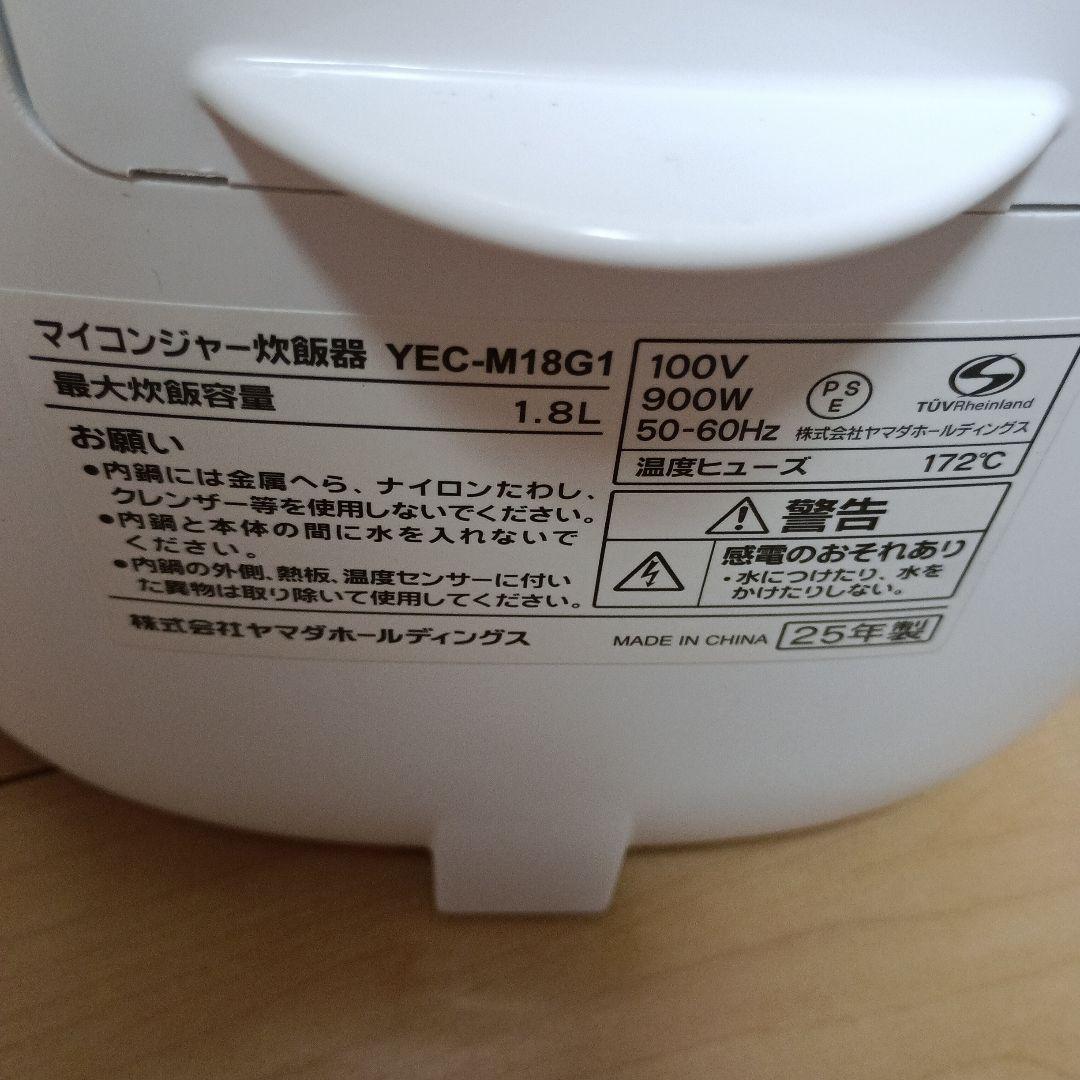 マイコンジャー炊飯器 YEC-M18G1
最大炊飯容量 1.8L
お願い
●内鍋には金属へら、ナイロンたわし、
クレンザー等を使用しないでください。
●内鍋と本体の間に水を入れないで
ください。
●内鍋の外側、熱板、温度センサーに付い
た異物は取り除いて使用してください。
株式会社ヤマダホールディングス
100V
900W
50-60Hz
PSE
TÜVRheinland
株式会社ヤマダホールディングス
温度ヒューズ 172℃
警告
感電のおそれあり
・水につけたり、水を
かけたりしない。
MADE IN CHINA 25年製